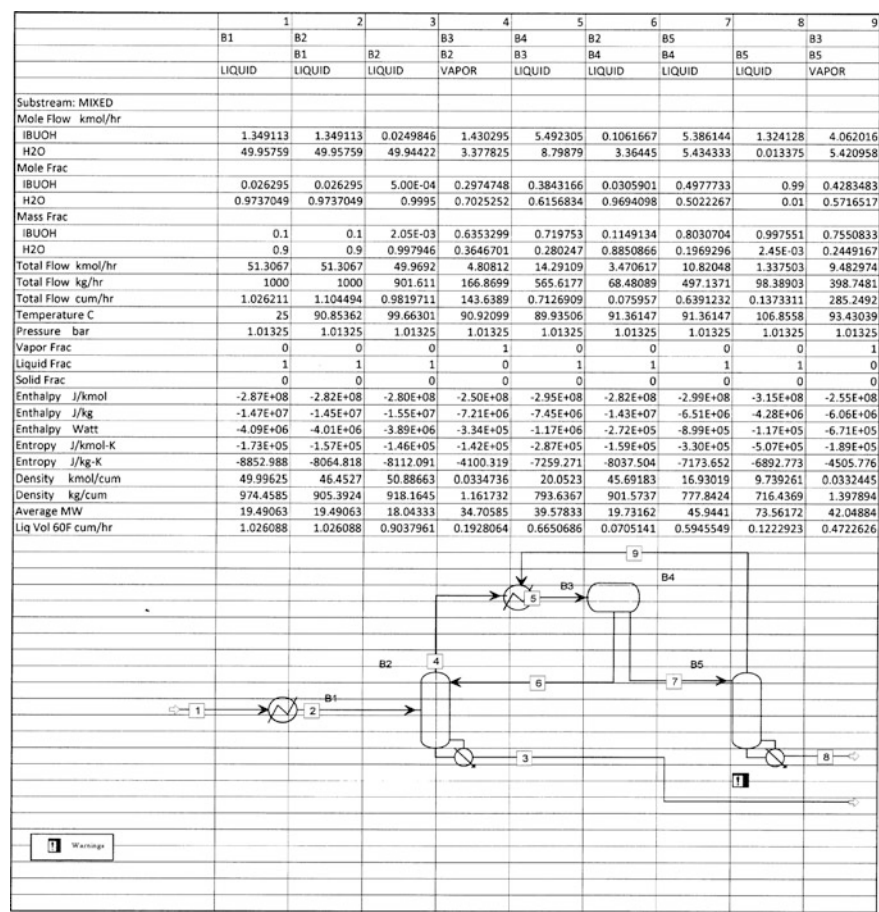 1 2 3 4 5 6 7 8 9
B1 B2 B3 B4 B2 B5 B3
B1 B2 B2 B3 B4 B4 B5 B5
LIQUID LIQUID LIQUID VAPOR LIQUID LIQUID LIQUID LIQUID VAPOR
Substream: MIXED
Mole Flow kmol/hr
IBUOH 1.349113 1.349113 0.0249846 1.430295 5.492305 0.1061667 5.386144 1.324128 4.062016
H2O 49.95759 49.95759 49.94422 3.377825 8.79879 3.36445 5.434333 0.013375 5.420958
Mole Frac
IBUOH 0.026295 0.026295 5.00E-04 0.2974748 0.3843166 0.0305901 0.4977733 0.99 0.4283483
H2O 0.9737049 0.9737049 0.9995 0.7025252 0.6156834 0.9694098 0.5022267 0.01 0.5716517
Mass Frac
IBUOH 0.1 0.1 2.05E-03 0.6353299 0.719753 0.1149134 0.8030704 0.997551 0.7550833
H2O 0.9 0.9 0.997946 0.3646701 0.280247 0.8850866 0.1969296 2.45E-03 0.2449167
Total Flow kmol/hr 51.3067 51.3067 49.9692 4.80812 14.29109 3.470617 10.82048 1.337503 9.482974
Total Flow kg/hr 1000 1000 901.611 166.8699 565.6177 68.48089 497.1371 98.38903 398.7481
Total Flow cum/hr 1.026211 1.104494 0.9819711 143.6389 0.7126909 0.075957 0.6391232 0.1373311 285.2492
Temperature C 25 90.85362 99.66301 90.92099 89.93506 91.36147 91.36147 106.8558 93.43039
Pressure bar 1.01325 1.01325 1.01325 1.01325 1.01325 1.01325 1.01325 1.01325 1.01325
Vapor Frac 0 0 0 1 0 0 0 0 1
Liquid Frac 1 1 1 0 1 1 1 1 0
Solid Frac 0 0 0 0 0 0 0 0 0
Enthalpy J/kmol -2.87E+08 -2.82E+08 -2.80E+08 -2.50E+08 -2.95E+08 -2.82E+08 -2.99E+08 -3.15E+08 -2.55E+08
Enthalpy J/kg -1.47E+07 -1.45E+07 -1.55E+07 -7.21E+06 -7.45E+06 -1.43E+07 -6.51E+06 -4.28E+06 -6.06E+06
Enthalpy Watt -4.09E+06 -4.01E+06 -3.89E+06 -3.34E+05 -1.17E+06 -2.72E+05 -8.99E+05 -1.17E+05 -6.71E+05
Entropy J/kmol-K -1.73E+05 -1.57E+05 -1.46E+05 -1.42E+05 -2.87E+05 -1.59E+05 -3.30E+05 -5.07E+05 -1.89E+05
Entropy J/kg-K -8852.988 -8064.818 -8112.091 -4100.319 -7259.271 -8037.504 -7173.652 -6892.773 -4505.776
Density kmol/cum 49.99625 46.4527 50.88663 0.0334736 20.0523 45.69183 16.93019 9.739261 0.0332445
Density kg/cum 974.4585 905.3924 918.1645 1.161732 793.6367 901.5737 777.8424 716.4369 1.397894
Average MW 19.49063 19.49063 18.04333 34.70585 39.57833 19.73162 45.9441 73.56172 42.04884
Liq Vol 60F cum/hr 1.026088 1.026088 0.9037961 0.1928064 0.6650686 0.0705141 0.5945549 0.1222923 0.4722626
9
B3 B4
5
B2 4 B5
6 7
B1
1 2
3 8
Warnings